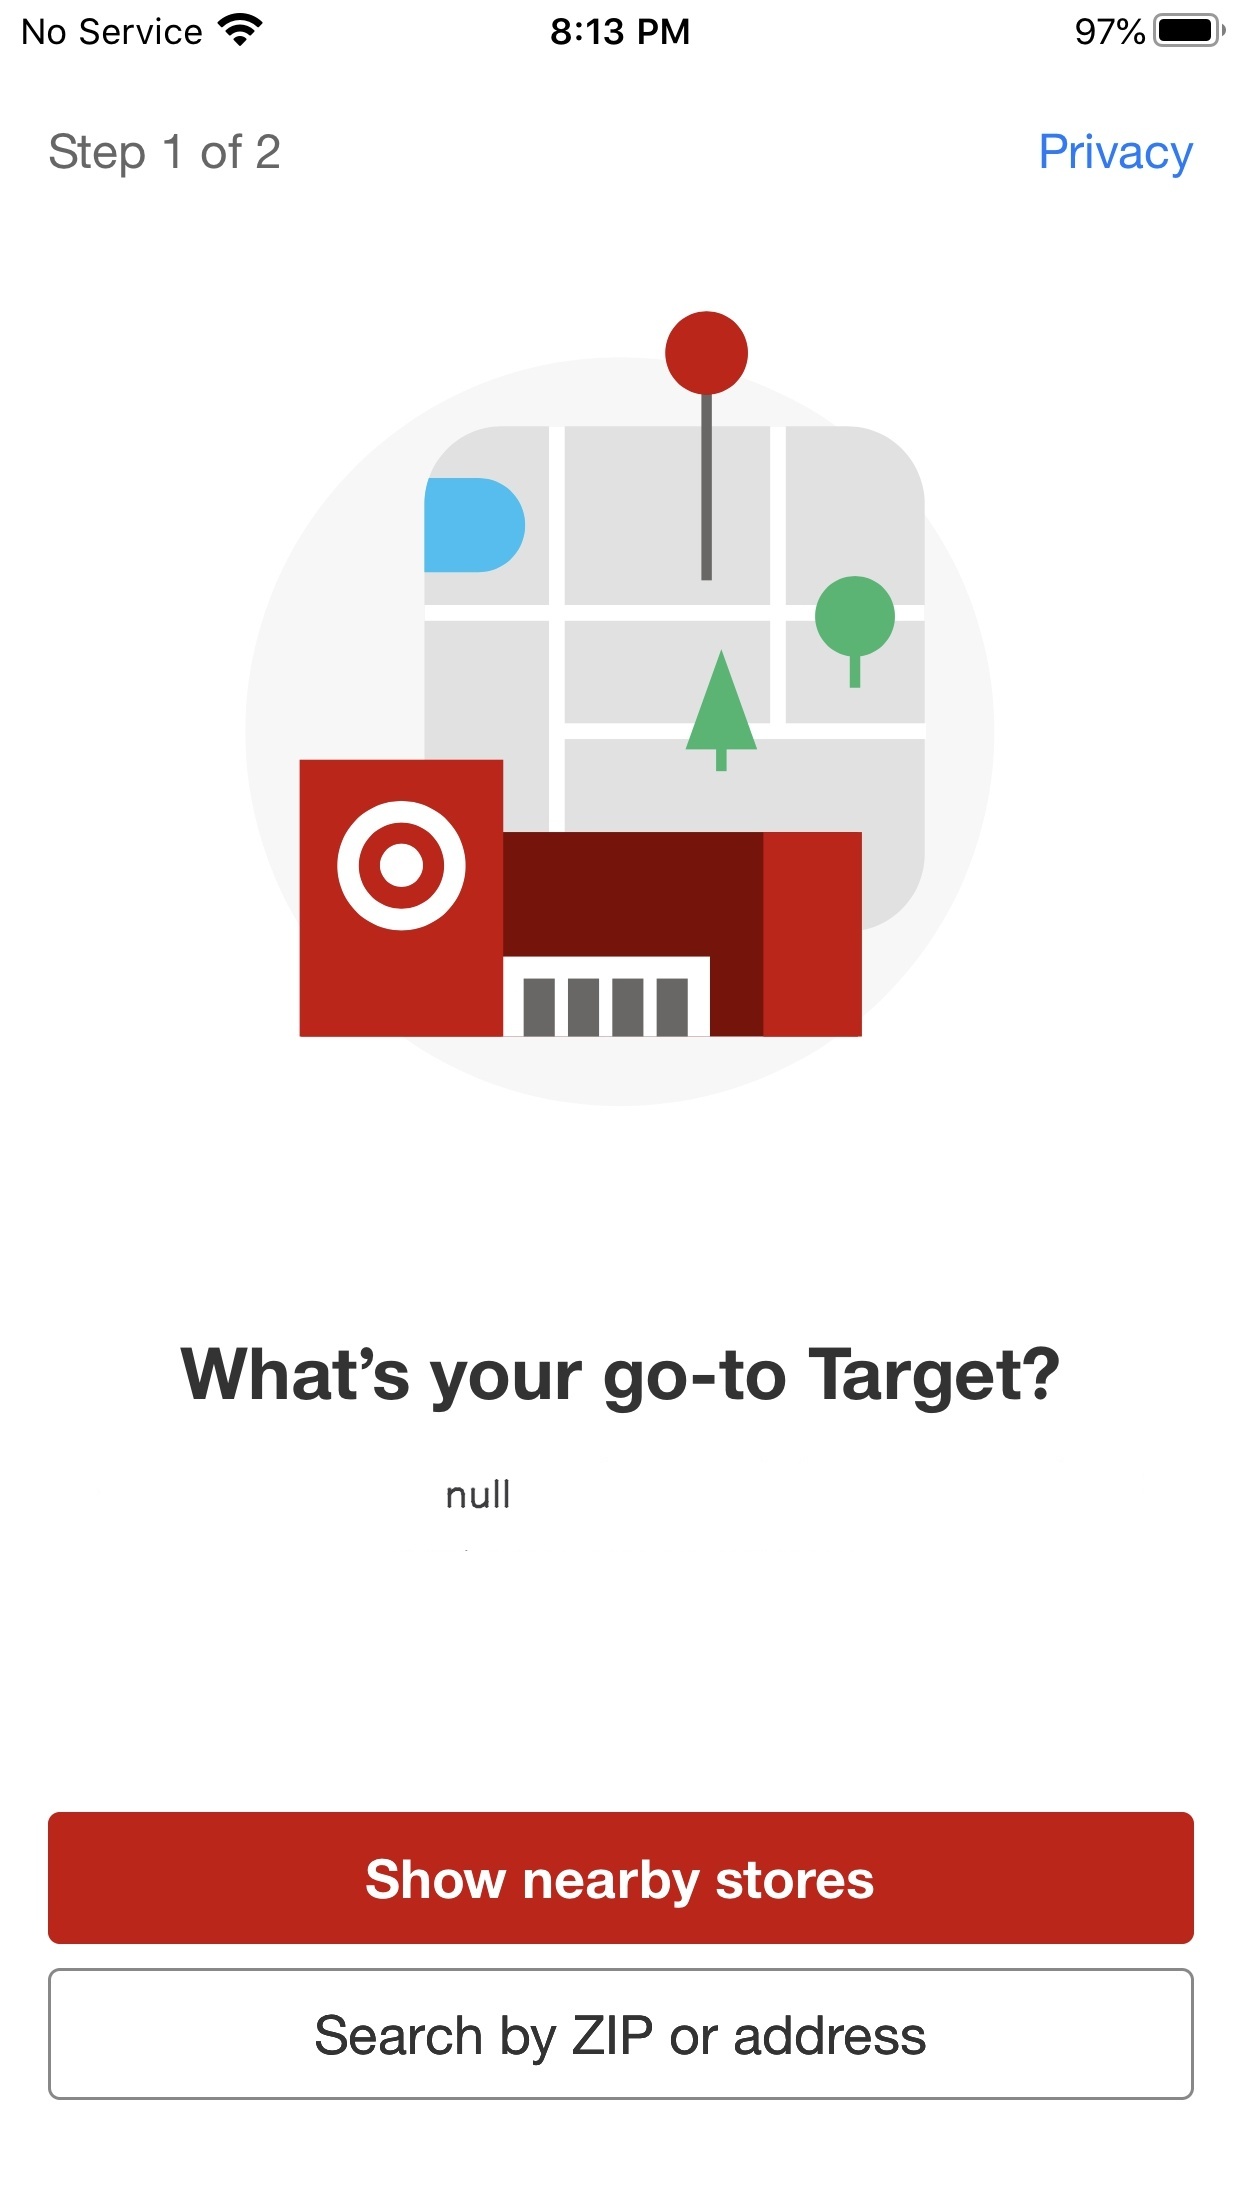 No Service 8:13 PM 97%
Step 1 of 2 Privacy
What’s your go-to Target?
null
Show nearby stores
Search by ZIP or address